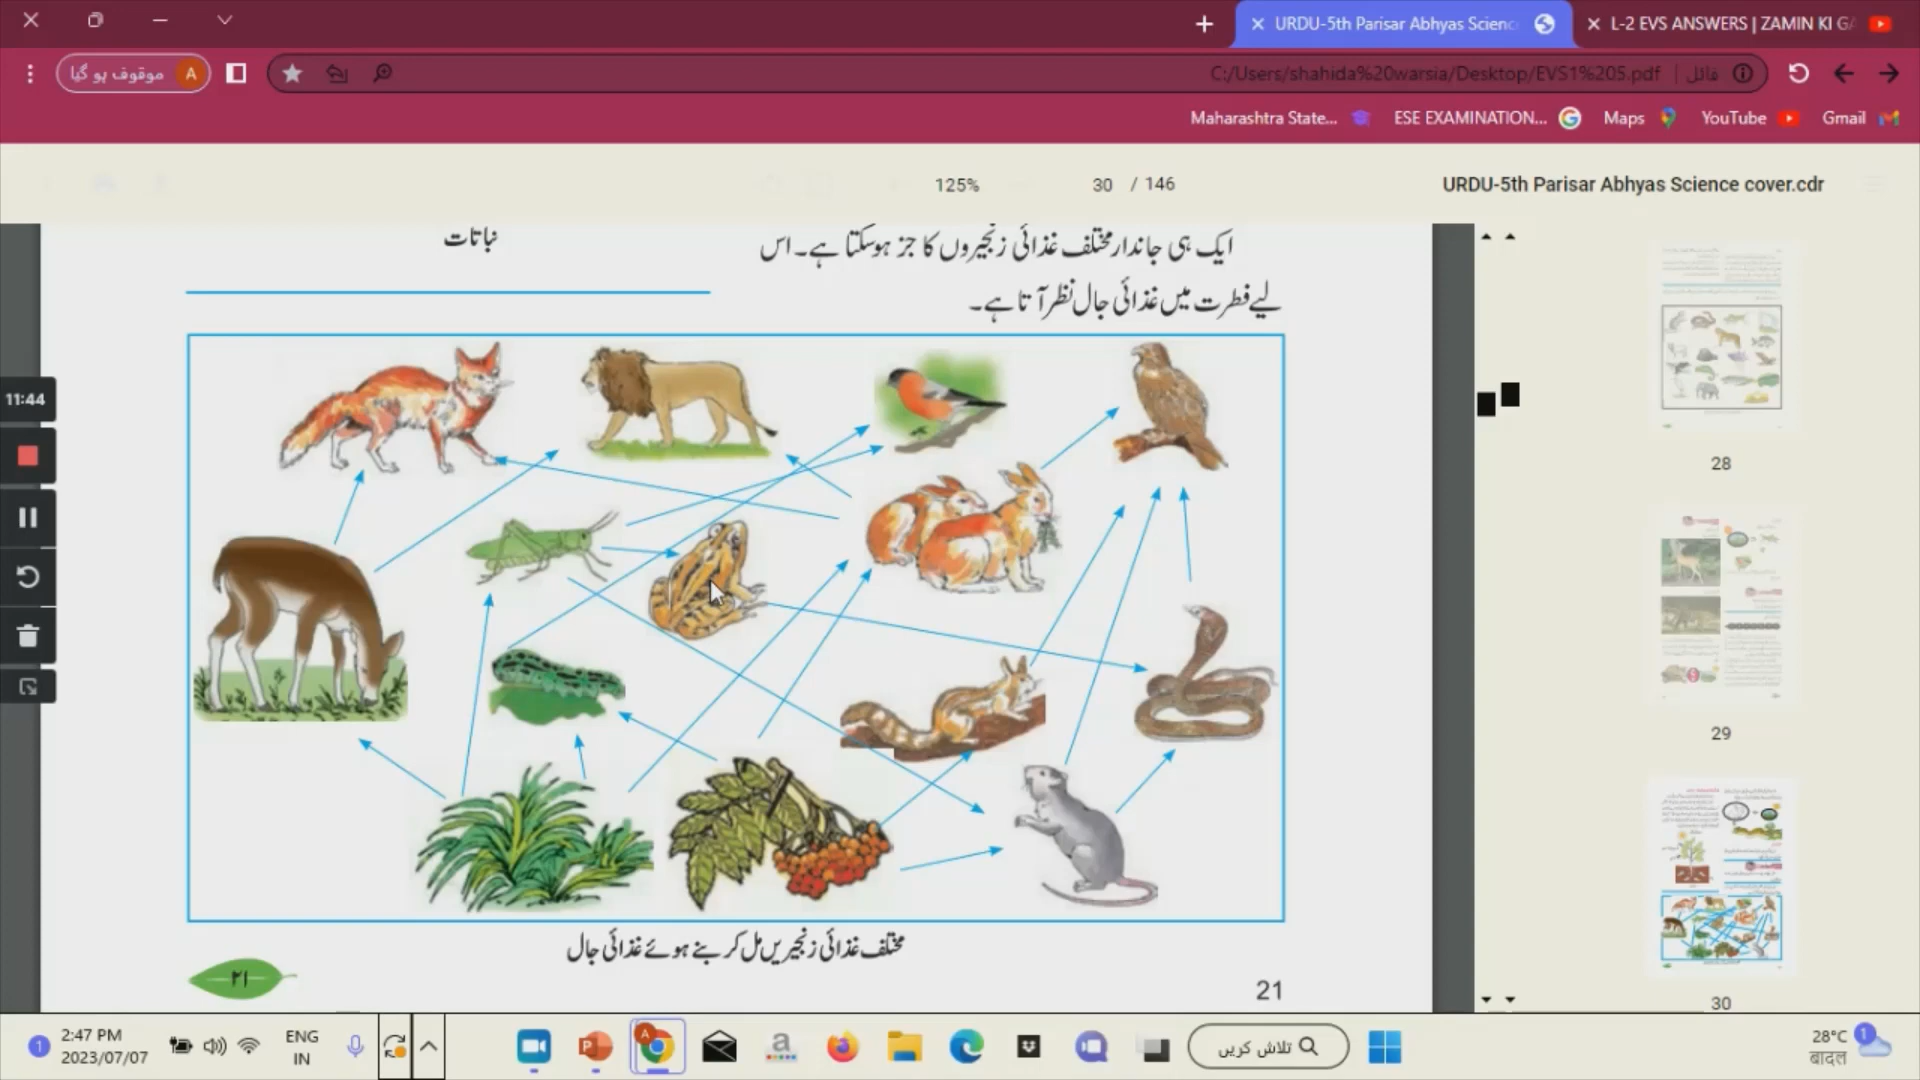 URDU-5th Parisar Abhyas Scienc
L-2 EVS ANSWERS | ZAMIN KI GA
موقوف ہو گیا
A
C:/Users/shahida%20warsia/Desktop/EVS1%205.pdf
فائل
Maharashtra State...
ESE EXAMINATION...
Maps
YouTube
Gmail
125%
30 / 146
URDU-5th Parisar Abhyas Science cover.cdr
ایک ہی جاندار مختلف غذائی زنجیروں کا جز ہوسکتا ہے۔ اس
لیے فطرت میں غذائی جال نظر آتا ہے۔
نباتات
11:44
28
29
30
مختلف غذائی زنجیریں مل کر بنے ہوئے غذائی جال
۲۱
21
1
2:47 PM
2023/07/07
ENG
IN
تلاش کریں
28°C
बादल
1